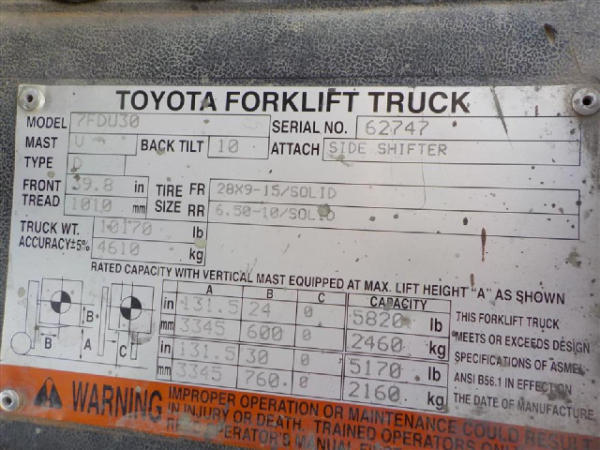 TOYOTA FORKLIFT TRUCK
MODEL 7FDU30 SERIAL NO. 62747
MAST V BACK TILT 10 ATTACH SIDE SHIFTER
TYPE D
FRONT TREAD 39.8 in TIRE SIZE FR 28X9-15/SOLID
1010 mm RR 6.50-10/SOLID
TRUCK WT. 10170 lb
ACCURACY±5% 4610 kg
RATED CAPACITY WITH VERTICAL MAST EQUIPPED AT MAX. LIFT HEIGHT "A" AS SHOWN
A B C CAPACITY
in 131.5 24 0 5820 lb
mm 3345 600 0 2460 kg
in 131.5 30 0 5170 lb
mm 3345 760. 0 2160 kg
B
B A C
THIS FORKLIFT TRUCK
MEETS OR EXCEEDS DESIGN
SPECIFICATIONS OF ASME
ANSI B56.1 IN EFFECTION
THE DATE OF MANUFACTURE.
WARNING
IMPROPER OPERATION OR MAINTENANCE COULD RESULT
IN INJURY OR DEATH. TRAINED OPERATORS ONLY
OPERATOR'S MANUAL